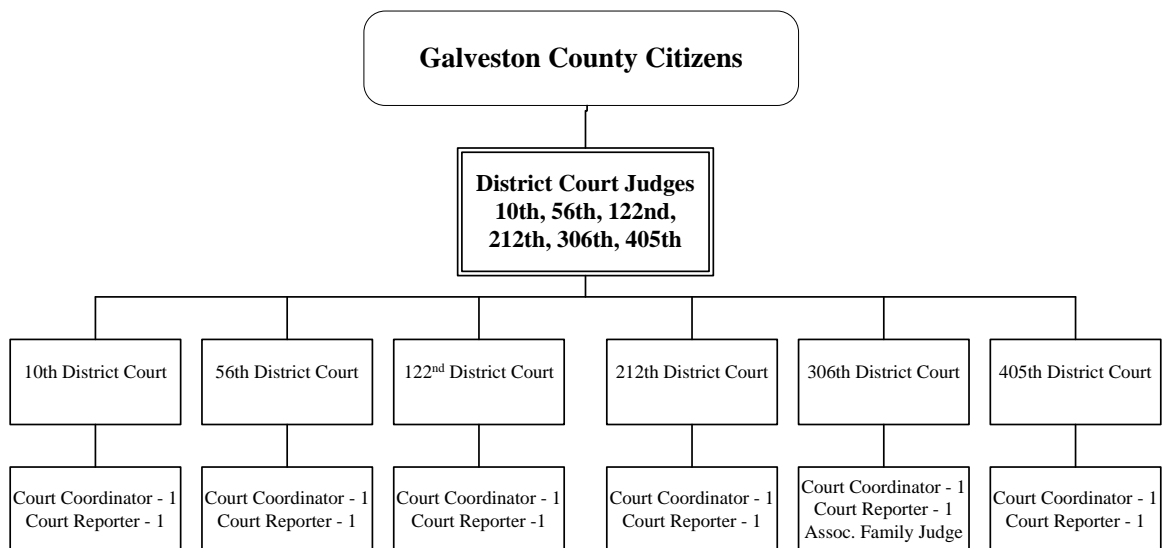 Galveston County Citizens
District Court Judges
10th, 56th, 122nd,
212th, 306th, 405th
10th District Court
56th District Court
122nd District Court
212th District Court
306th District Court
405th District Court
Court Coordinator - 1
Court Reporter - 1
Court Coordinator - 1
Court Reporter - 1
Court Coordinator - 1
Court Reporter -1
Court Coordinator - 1
Court Reporter - 1
Court Coordinator - 1
Court Reporter - 1
Assoc. Family Judge
Court Coordinator - 1
Court Reporter - 1